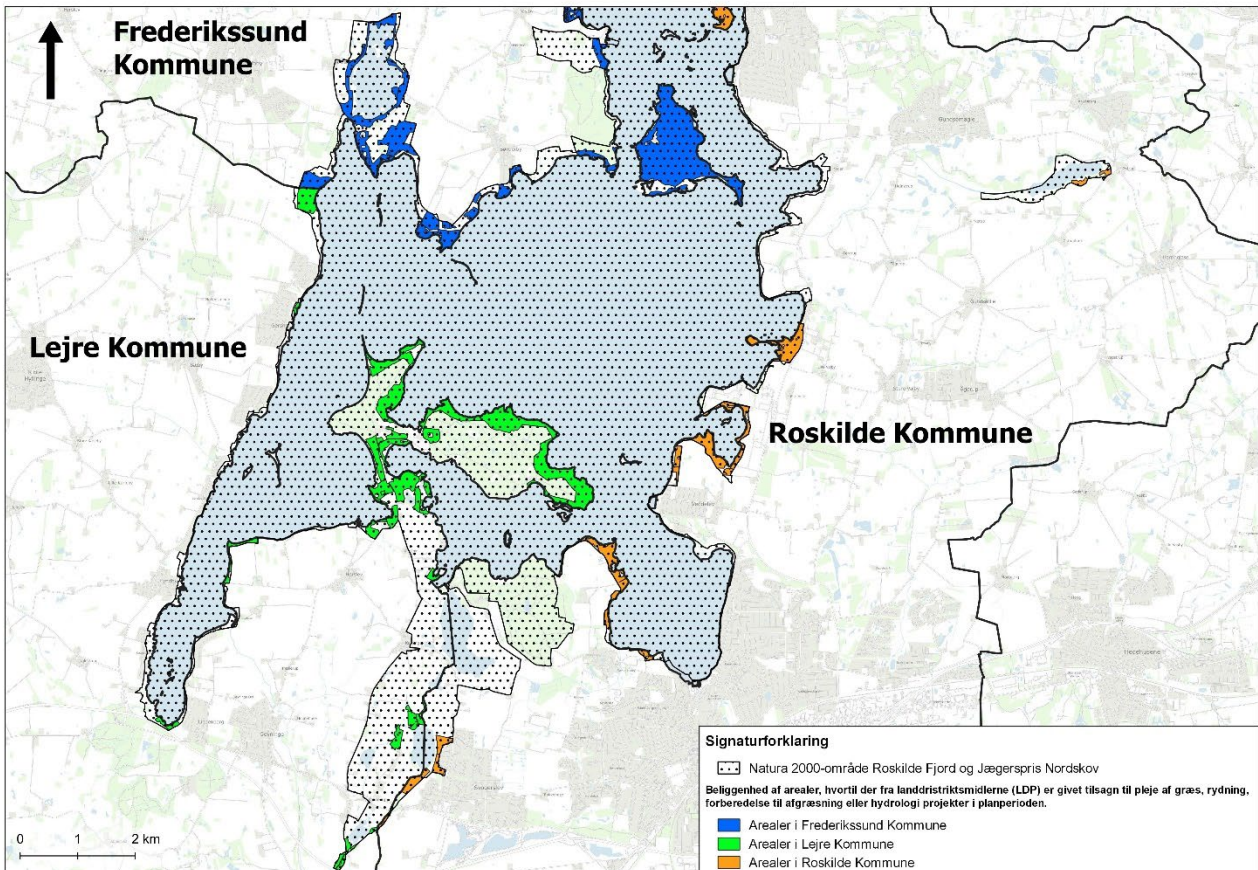 Frederikssund
Kommune
Lejre Kommune
Roskilde Kommune
Signaturforklaring
Natura 2000-område Roskilde Fjord og Jægerspris Nordskov
Beliggenhed af arealer, hvortil der fra landdristriktsmidlerne (LDP) er givet tilsagn til pleje af græs, rydning,
forberedelse til afgræsning eller hydrologi projekter i planperioden.
Arealer i Frederikssund Kommune
Arealer i Lejre Kommune
Arealer i Roskilde Kommune
0 1 2 km